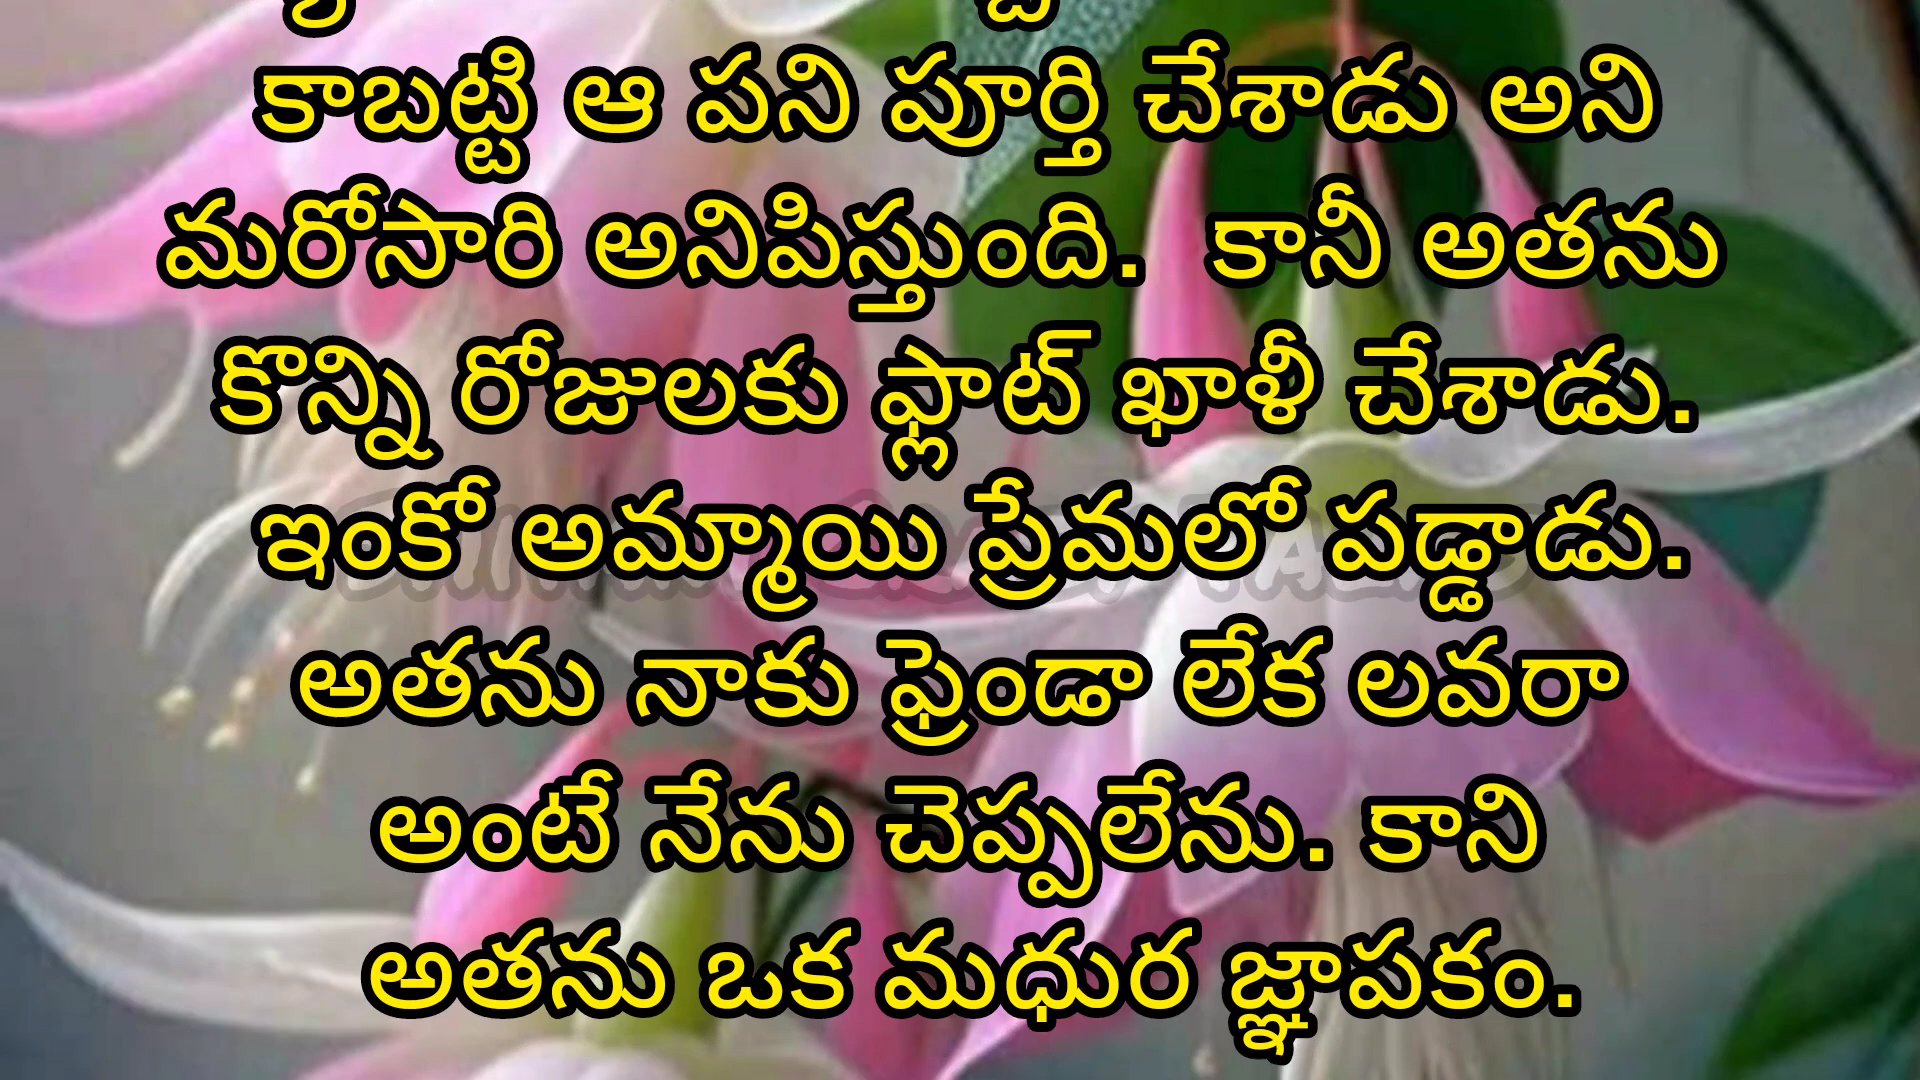 కాబట్టి ఆ పని పూర్తి చేశాడు అని
మరోసారి అనిపిస్తుంది. కానీ అతను
కొన్ని రోజులకు ఫ్లాట్ ఖాళీ చేశాడు.
ఇంకో అమ్మాయి ప్రేమలో పడ్డాడు.
అతను నాకు ఫ్రెండా లేక లవరా
అంటే నేను చెప్పలేను. కాని
అతను ఒక మధుర జ్ఞాపకం.